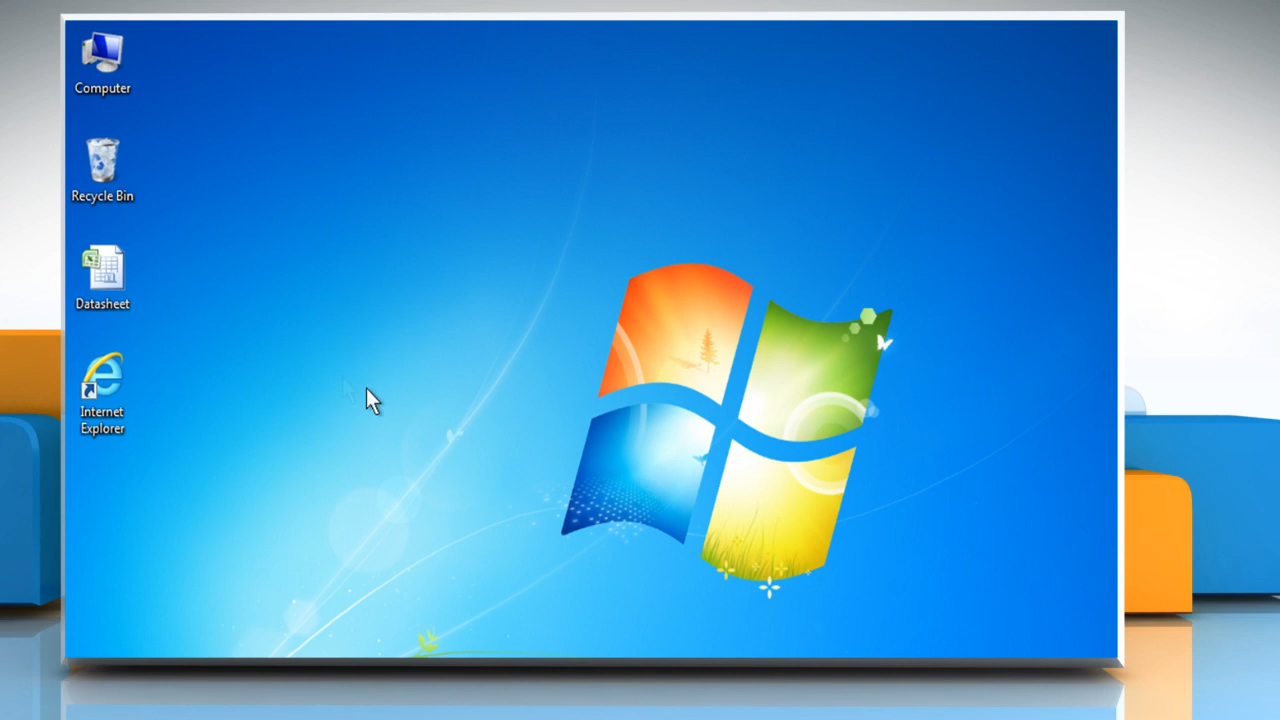 Computer
Recycle Bin
Datasheet
Internet
Explorer